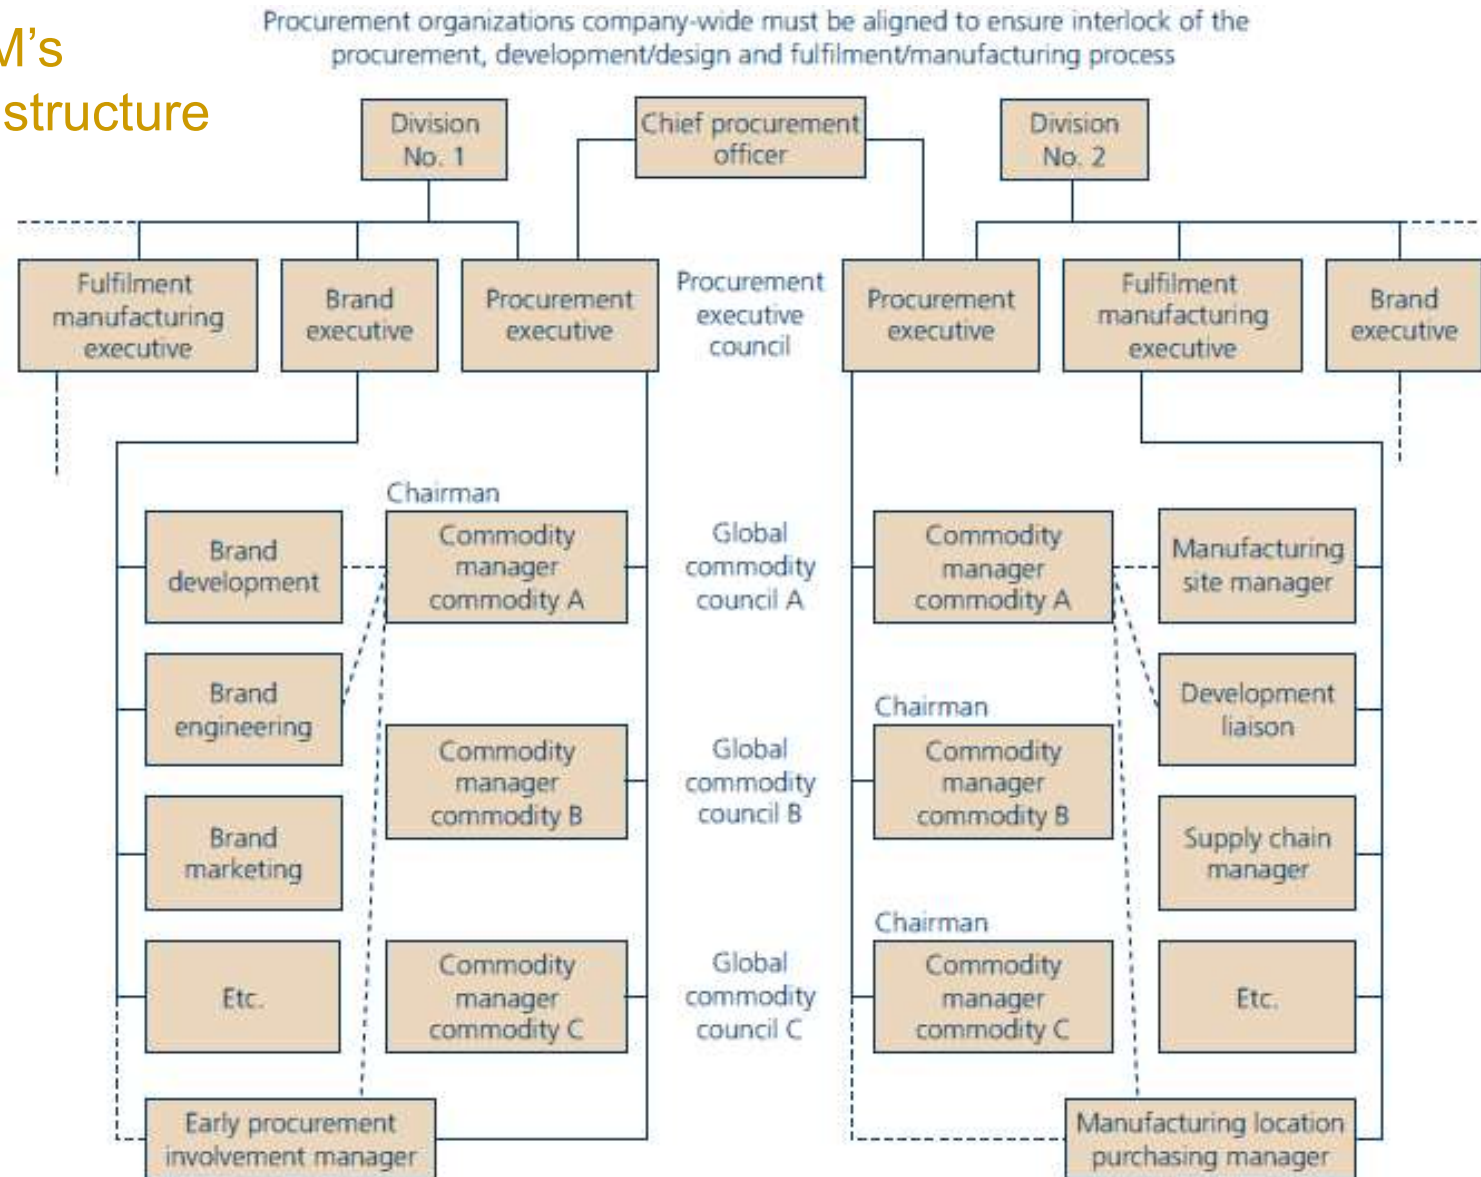 M's
structure
Procurement organizations company-wide must be aligned to ensure interlock of the
procurement, development/design and fulfilment/manufacturing process
Division
No. 1
Chief procurement
officer
Division
No. 2
Fulfilment
manufacturing
executive
Brand
executive
Procurement
executive
Procurement
executive
council
Procurement
executive
Fulfilment
manufacturing
executive
Brand
executive
Brand
development
Chairman
Commodity
manager
commodity A
Global
commodity
council A
Commodity
manager
commodity A
Manufacturing
site manager
Brand
engineering
Development
liaison
Commodity
manager
commodity B
Global
commodity
council B
Chairman
Commodity
manager
commodity B
Brand
marketing
Supply chain
manager
Etc.
Commodity
manager
commodity C
Global
commodity
council C
Chairman
Commodity
manager
commodity C
Etc.
Early procurement
involvement manager
Manufacturing location
purchasing manager